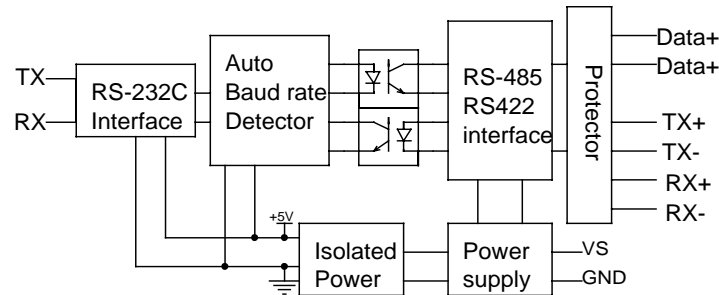 TX
RX
RS-232C
Interface
Auto
Baud rate
Detector
RS-485
RS422
interface
Protector
Data+
Data+
TX+
TX-
RX+
RX-
+5V
Isolated
Power
Power
supply
VS
GND